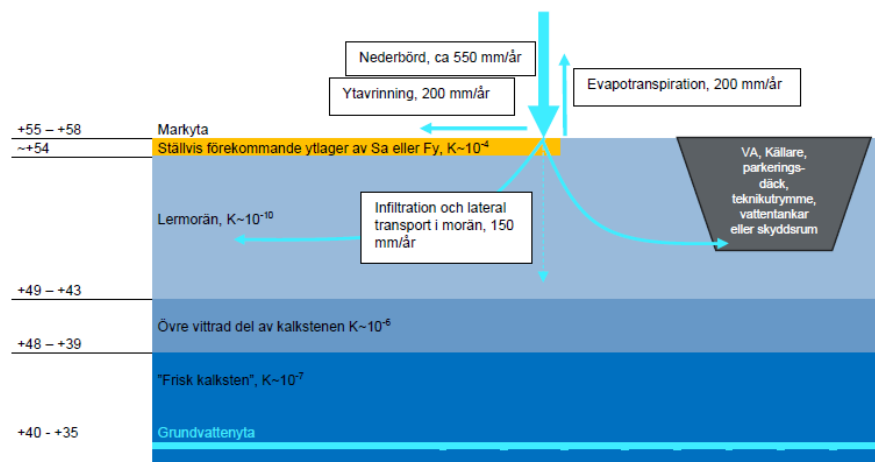 Nederbörd, ca 550 mm/år
Ytavrinning, 200 mm/år
Evapotranspiration, 200 mm/år
+55 – +58
Markyta
~+54
Ställvis förekommande ytlager av Sa eller Fy, K~10⁻⁴
VA, Källare,
parkerings-
däck,
teknikutrymme,
vattentankar
eller skyddsrum
Lermorän, K~10⁻¹⁰
Infiltration och lateral
transport i morän, 150
mm/år
+49 – +43
Övre vittrad del av kalkstenen K~10⁻⁶
+48 – +39
"Frisk kalksten", K~10⁻⁷
+40 - +35
Grundvattenyta